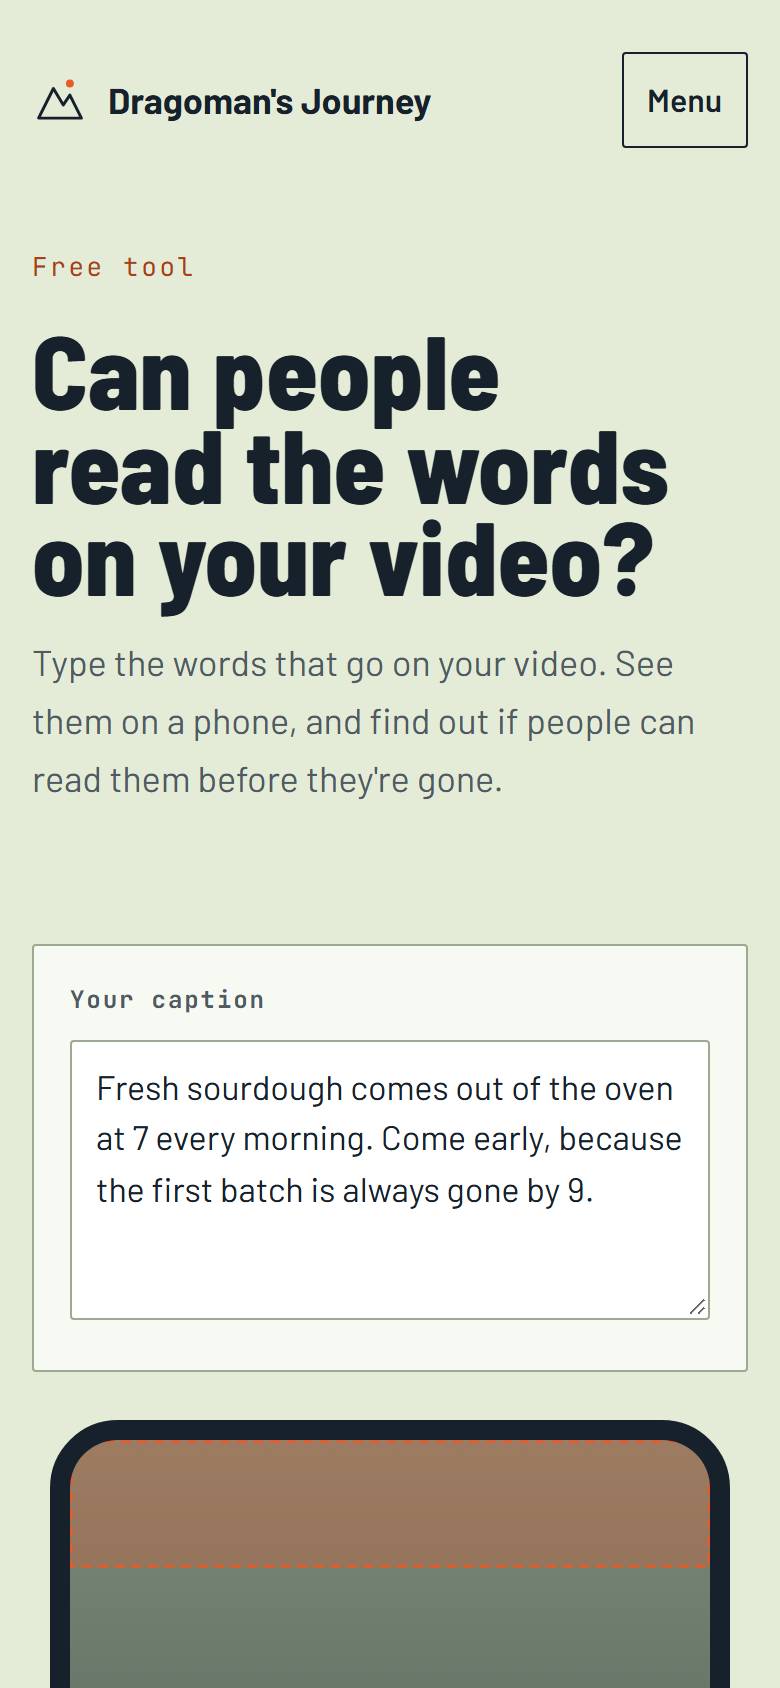 Dragoman's Journey
Menu
Free tool
Can people
read the words
on your video?
Type the words that go on your video. See
them on a phone, and find out if people can
read them before they're gone.
Your caption
Fresh sourdough comes out of the oven
at 7 every morning. Come early, because
the first batch is always gone by 9.